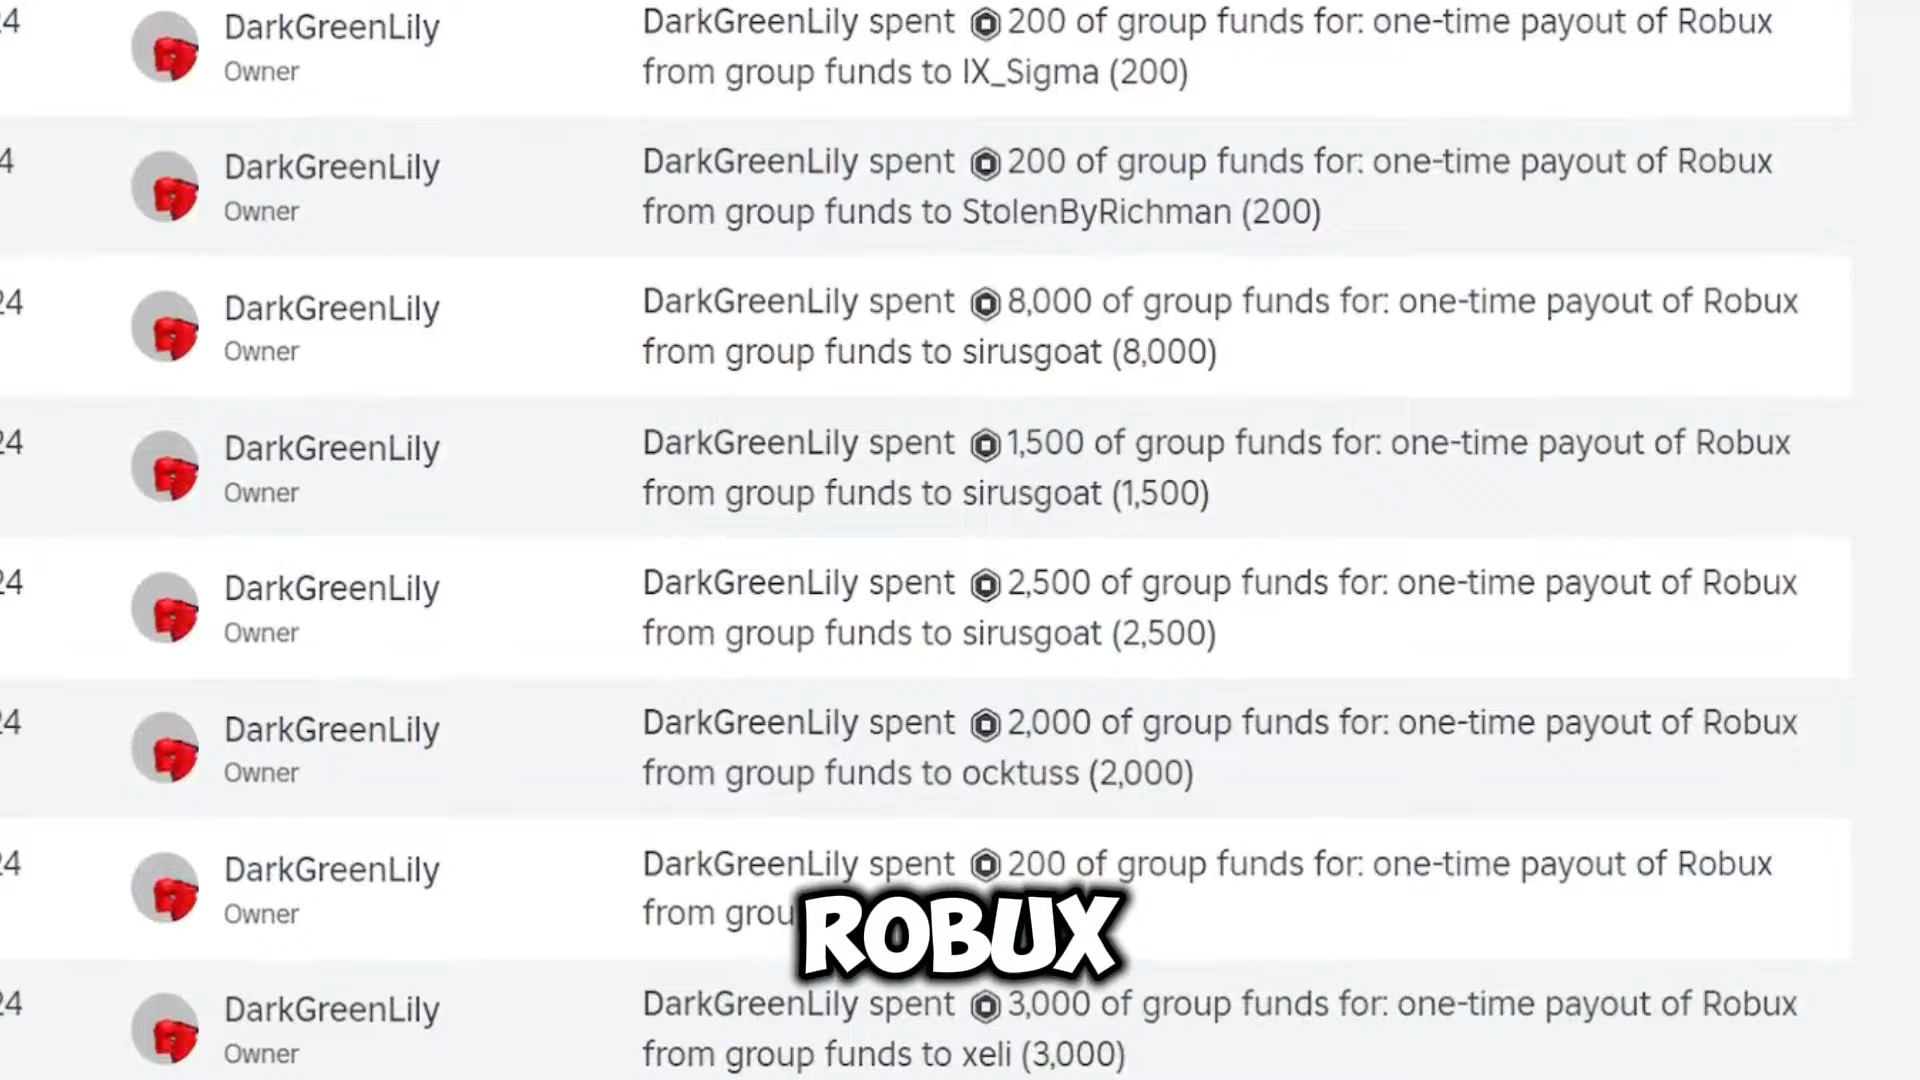 24
DarkGreenLily
Owner
DarkGreenLily spent 200 of group funds for: one-time payout of Robux
from group funds to IX_Sigma (200)
4
DarkGreenLily
Owner
DarkGreenLily spent 200 of group funds for: one-time payout of Robux
from group funds to StolenByRichman (200)
24
DarkGreenLily
Owner
DarkGreenLily spent 8,000 of group funds for: one-time payout of Robux
from group funds to sirusgoat (8,000)
24
DarkGreenLily
Owner
DarkGreenLily spent 1,500 of group funds for: one-time payout of Robux
from group funds to sirusgoat (1,500)
24
DarkGreenLily
Owner
DarkGreenLily spent 2,500 of group funds for: one-time payout of Robux
from group funds to sirusgoat (2,500)
24
DarkGreenLily
Owner
DarkGreenLily spent 2,000 of group funds for: one-time payout of Robux
from group funds to ocktuss (2,000)
24
DarkGreenLily
Owner
DarkGreenLily spent 200 of group funds for: one-time payout of Robux
from
ROBUX
24
DarkGreenLily
Owner
DarkGreenLily spent 3,000 of group funds for: one-time payout of Robux
from group funds to xeli (3,000)